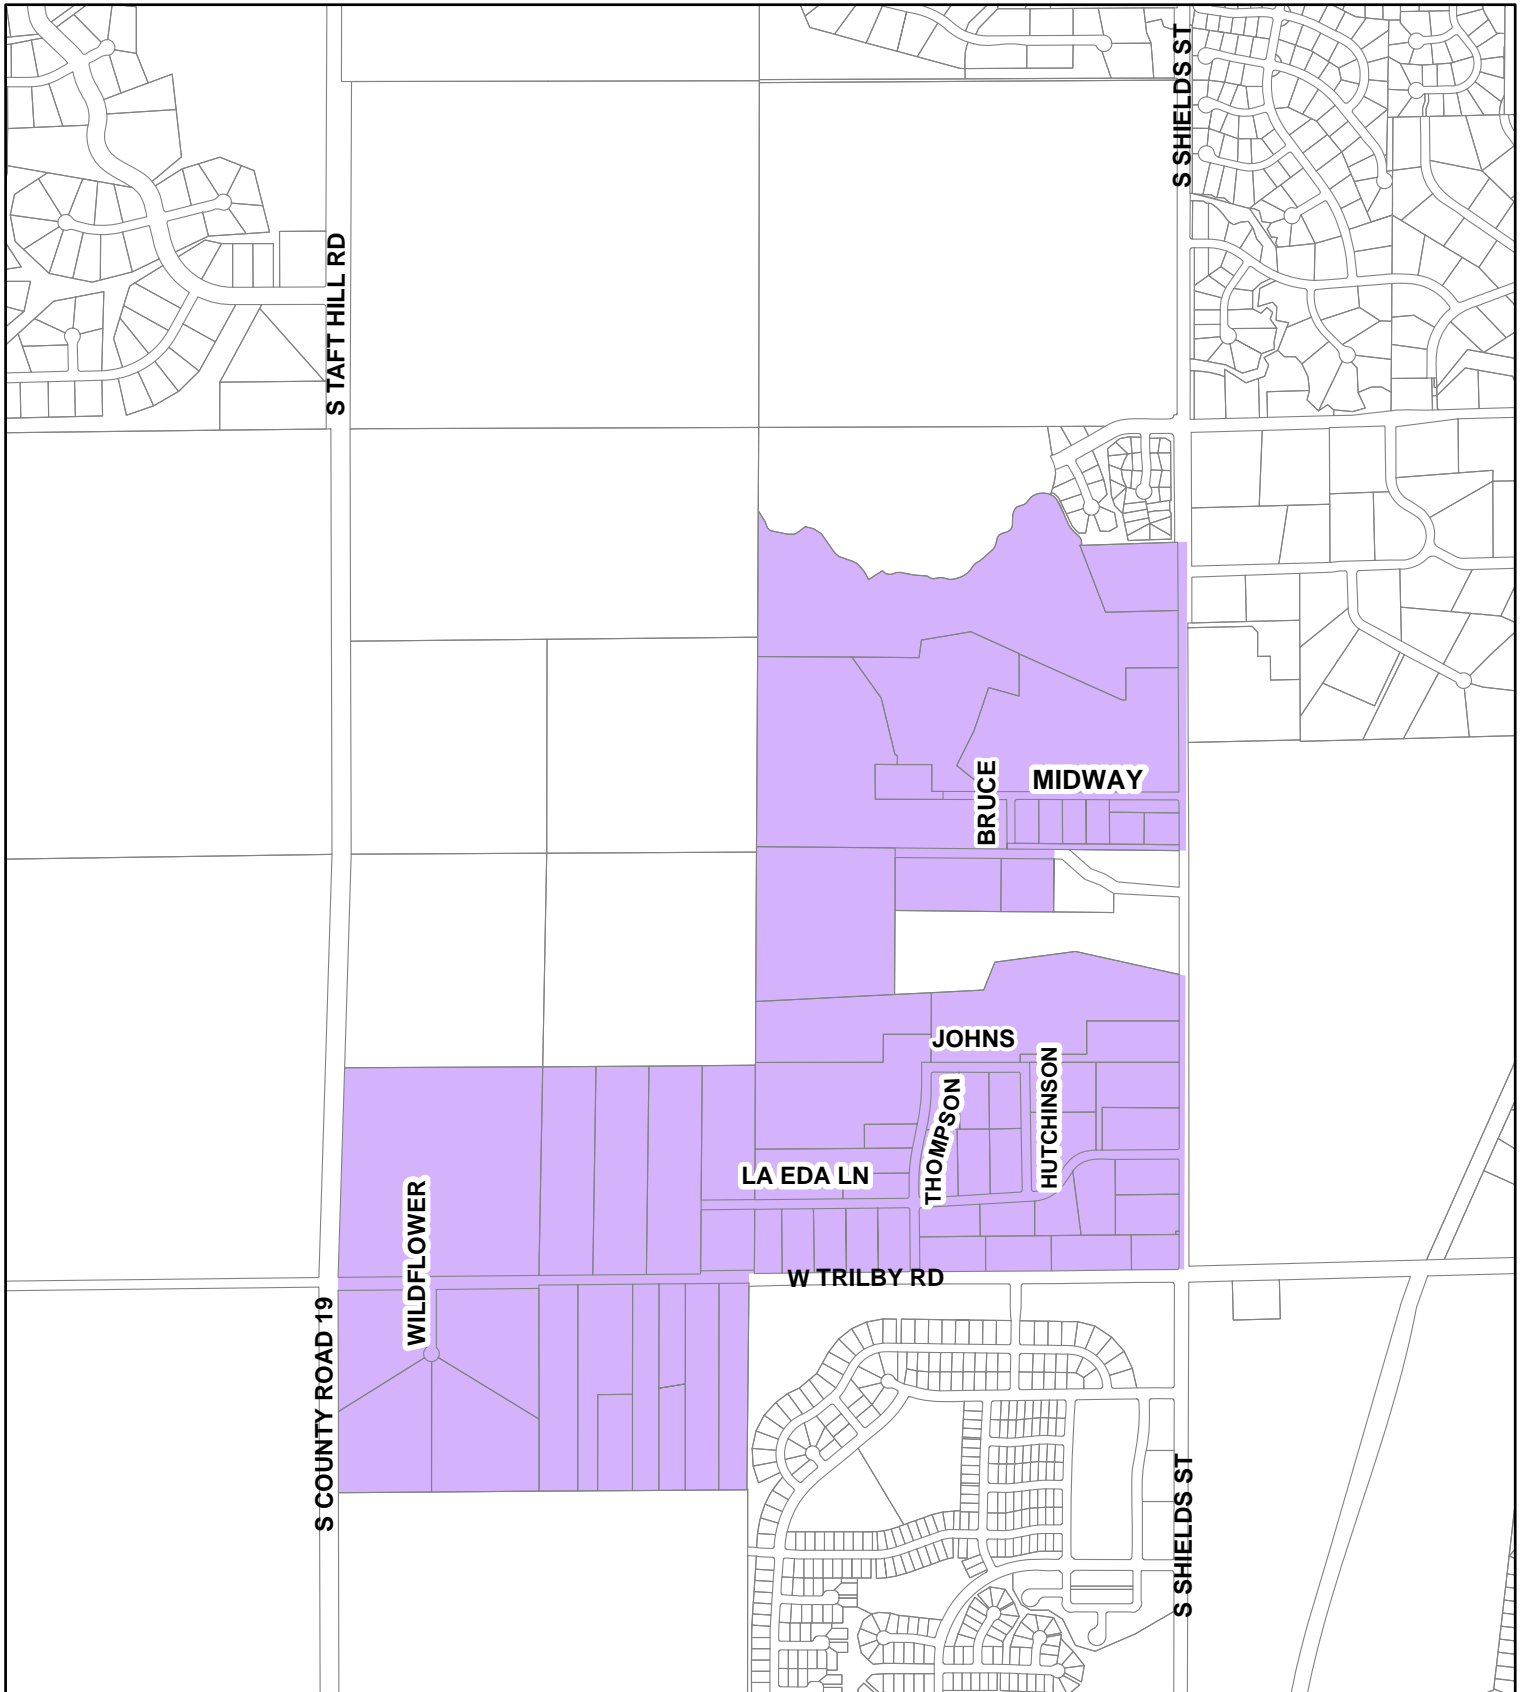 S SHIELDS ST
S TAFT HILL RD
MIDWAY
BRUCE
JOHNS
HUTCHINSON
THOMPSON
LA EDA LN
WILDFLOWER
W TRILBY RD
S COUNTY ROAD 19
S SHIELDS ST